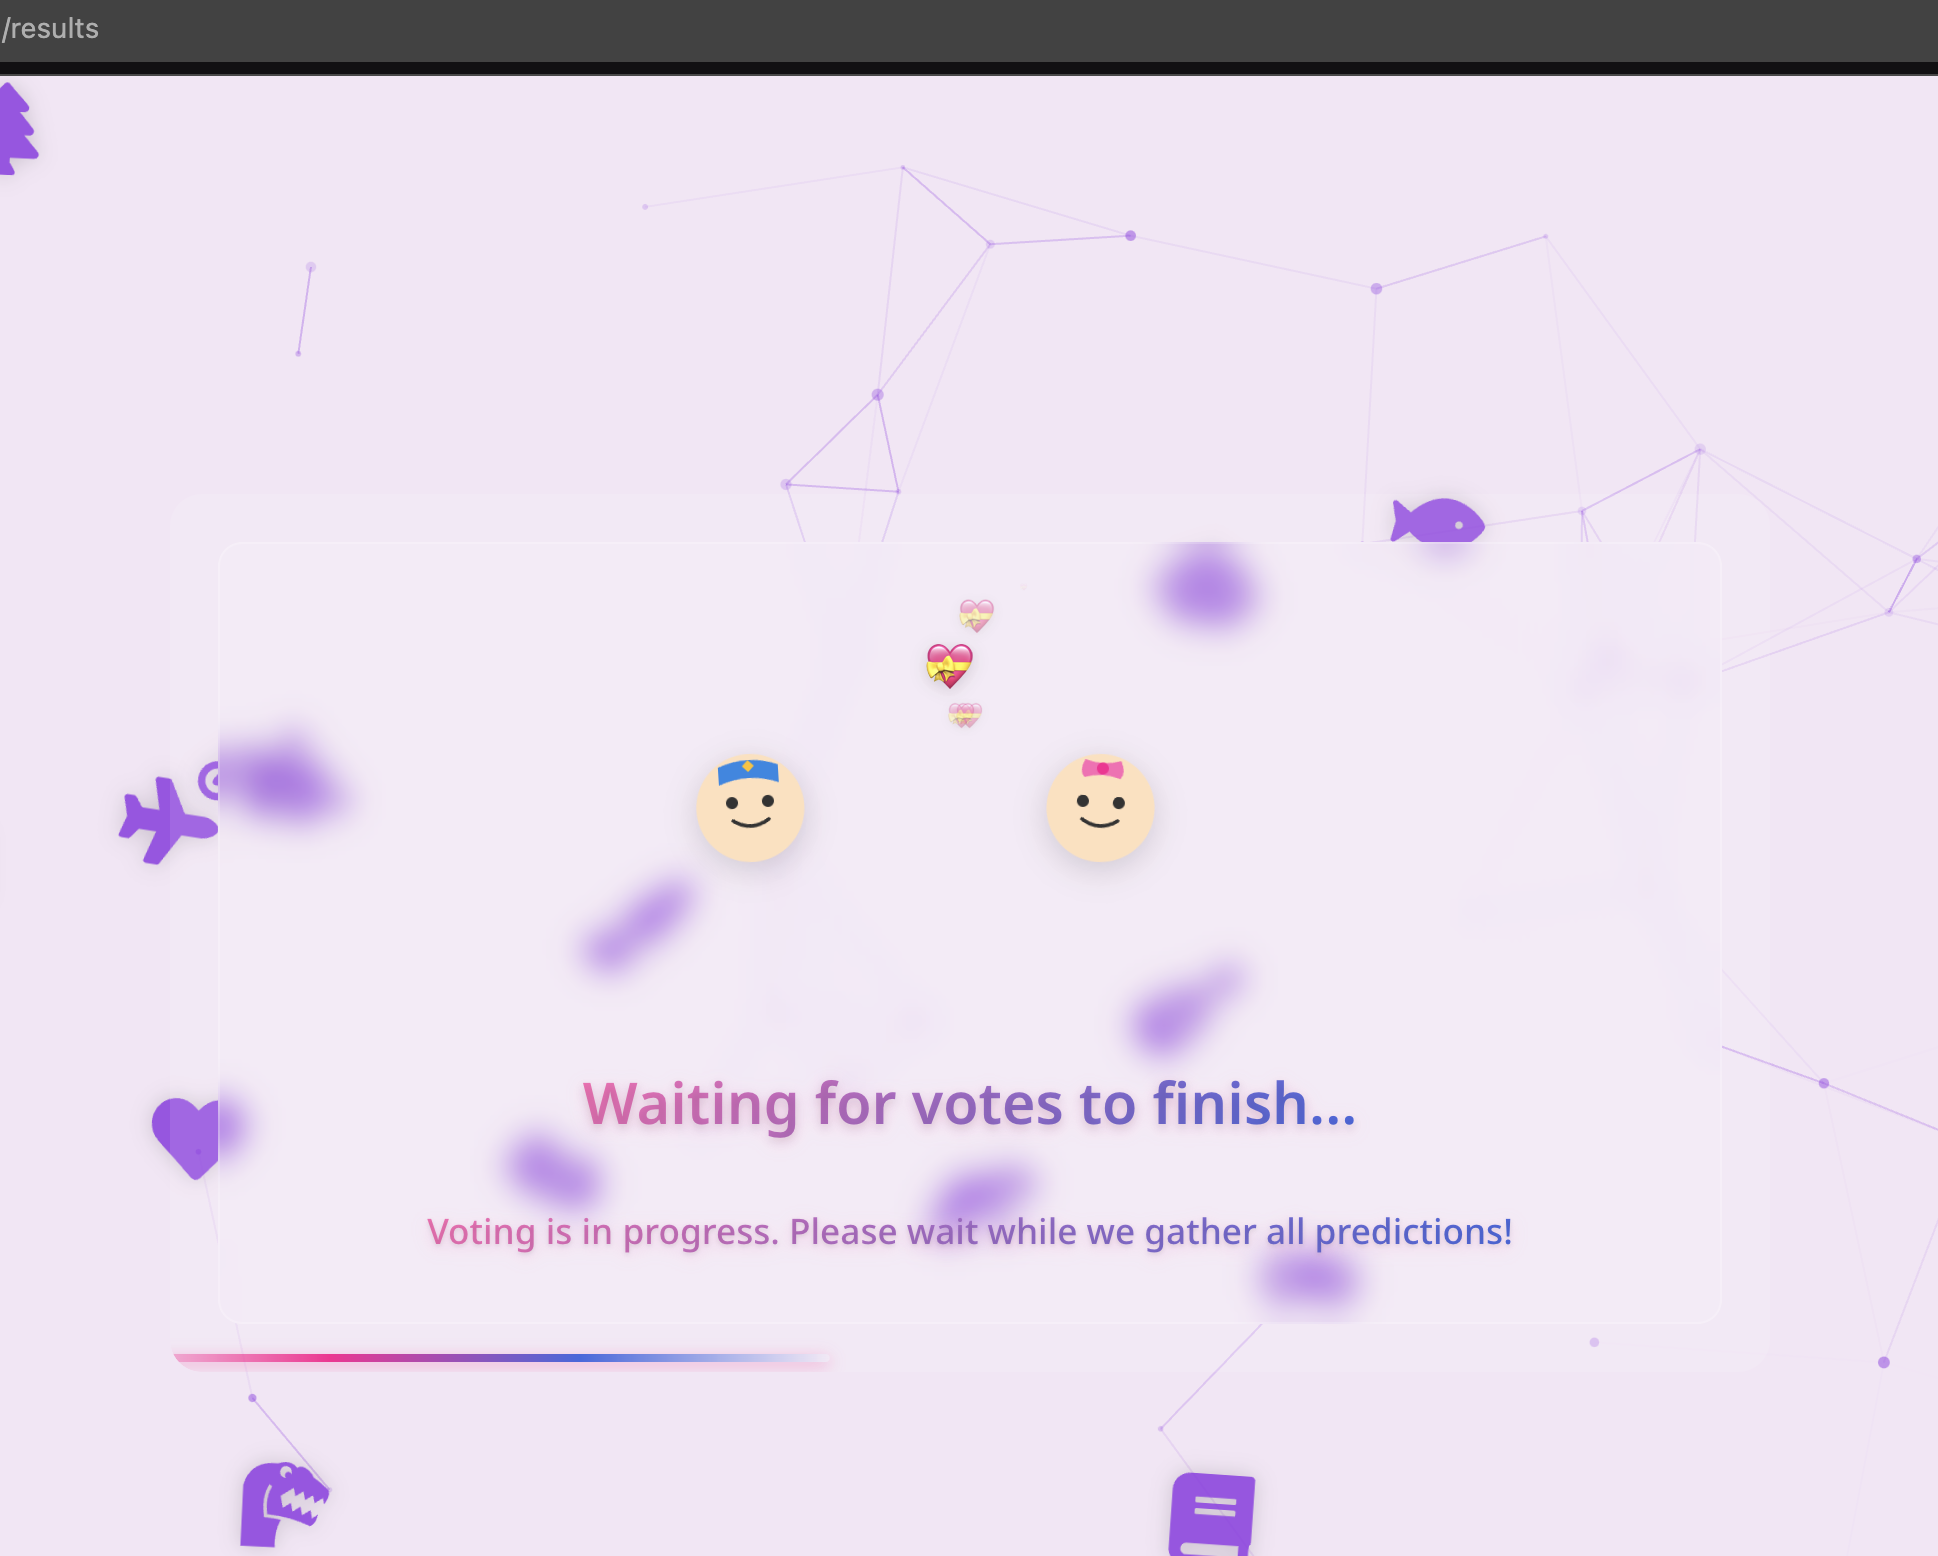 /results
Waiting for votes to finish...
Voting is in progress. Please wait while we gather all predictions!